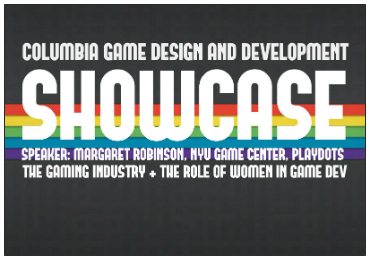 COLUMBIA GAME DESIGN AND DEVELOPMENT
SHOWCASE
SPEAKER: MARGARET ROBINSON, NYU GAME CENTER, PLAYDOTS
THE GAMING INDUSTRY + THE ROLE OF WOMEN IN GAME DEV